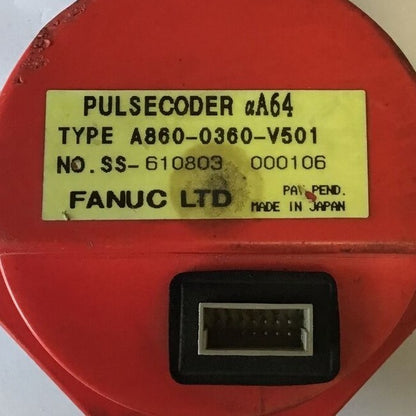 PULSECODER αA64
TYPE A860-0360-V501
NO.SS-610803 000106
FANUC LTD
PAT PEND.
MADE IN JAPAN